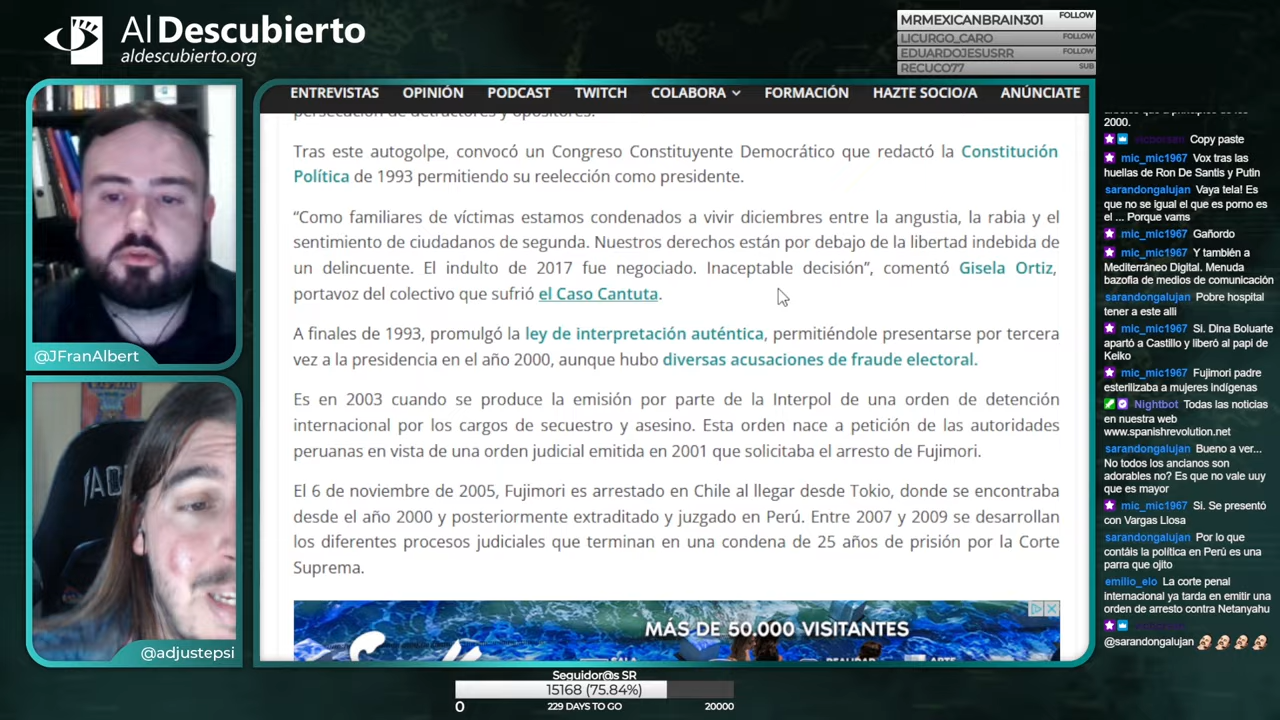 Al Descubierto
aldescubierto.org
MRMEXICANBRAIN301 FOLLOW
LICURGO_CARO FOLLOW
EDUARDOJESUSRR FOLLOW
RECUCO77 SUB
ENTREVISTAS OPINIÓN PODCAST TWITCH COLABORA FORMACIÓN HAZTE SOCIO/A ANÚNCIATE
persecución de detractores y opositores.
Tras este autogolpe, convocó un Congreso Constituyente Democrático que redactó la Constitución
Política de 1993 permitiendo su reelección como presidente.
“Como familiares de víctimas estamos condenados a vivir diciembres entre la angustia, la rabia y el
sentimiento de ciudadanos de segunda. Nuestros derechos están por debajo de la libertad indebida de
un delincuente. El indulto de 2017 fue negociado. Inaceptable decisión”, comentó Gisela Ortiz,
portavoz del colectivo que sufrió el Caso Cantuta.
A finales de 1993, promulgó la ley de interpretación auténtica, permitiéndole presentarse por tercera
vez a la presidencia en el año 2000, aunque hubo diversas acusaciones de fraude electoral.
Es en 2003 cuando se produce la emisión por parte de la Interpol de una orden de detención
internacional por los cargos de secuestro y asesino. Esta orden nace a petición de las autoridades
peruanas en vista de una orden judicial emitida en 2001 que solicitaba el arresto de Fujimori.
El 6 de noviembre de 2005, Fujimori es arrestado en Chile al llegar desde Tokio, donde se encontraba
desde el año 2000 y posteriormente extraditado y juzgado en Perú. Entre 2007 y 2009 se desarrollan
los diferentes procesos judiciales que terminan en una condena de 25 años de prisión por la Corte
Suprema.
MÁS DE 50.000 VISITANTES
SALA
ARTE
@JFranAlbert
@adjustepsi
2000.
Copy paste
mic_mic1967 Vox tras las
huellas de Ron De Santis y Putin
sarandongalujan Vaya tela! Es
que no se igual el que es porno es
el ... Porque vams
mic_mic1967 Gañordo
mic_mic1967 Y también a
Mediterráneo Digital. Menuda
bazofia de medios de comunicación
sarandongalujan Pobre hospital
tener a este alli
mic_mic1967 Si. Dina Boluarte
apartó a Castillo y liberó al papi de
Keiko
mic_mic1967 Fujimori padre
esterilizaba a mujeres indígenas
Nightbot Todas las noticias
en nuestra web
www.spanishrevolution.net
sarandongalujan Bueno a ver...
No todos los ancianos son
adorables no? Es que no vale uuy
que es mayor
mic_mic1967 Si. Se presentó
con Vargas Llosa
sarandongalujan Por lo que
contáis la política en Perú es una
parra que ojito
emilio_elo La corte penal
internacional ya tarda en emitir una
orden de arresto contra Netanyahu
@sarandongalujan
Seguidor@s SR
15168 (75.84%)
0 229 DAYS TO GO 20000